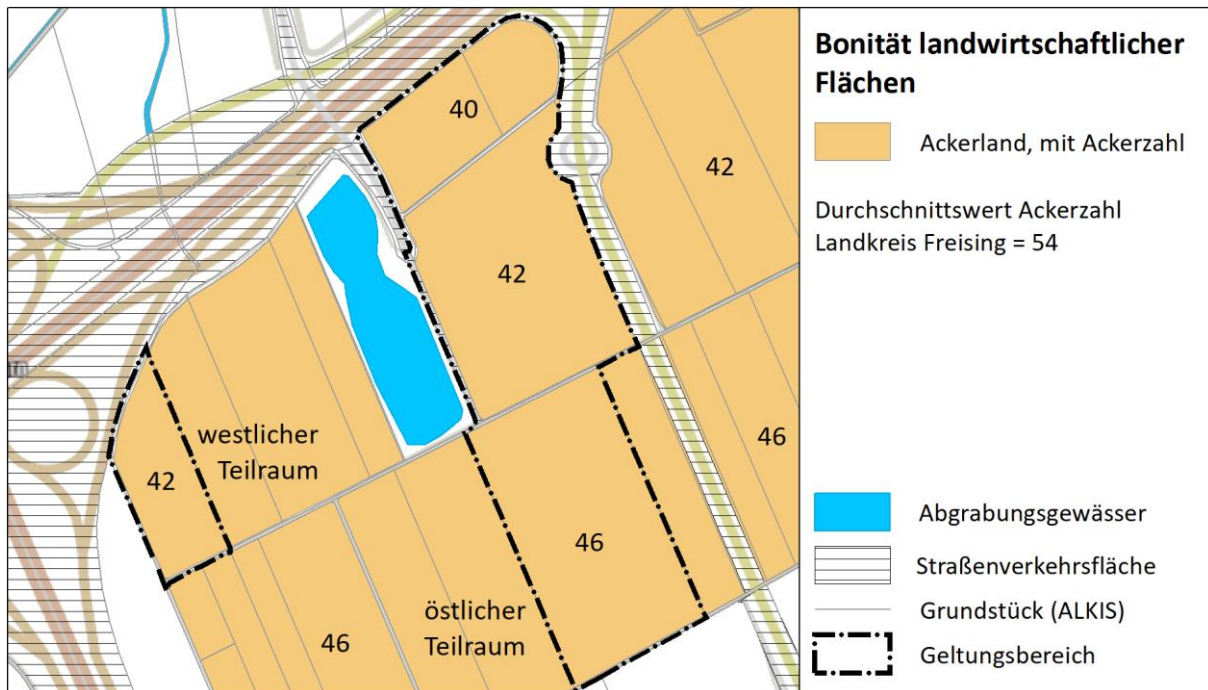 40
42
42
westlicher
Teilraum
42
46
46
östlicher
Teilraum
46
Bonität landwirtschaftlicher
Flächen
Ackerland, mit Ackerzahl
Durchschnittswert Ackerzahl
Landkreis Freising = 54
Abgrabungsgewässer
Straßenverkehrsfläche
Grundstück (ALKIS)
Geltungsbereich